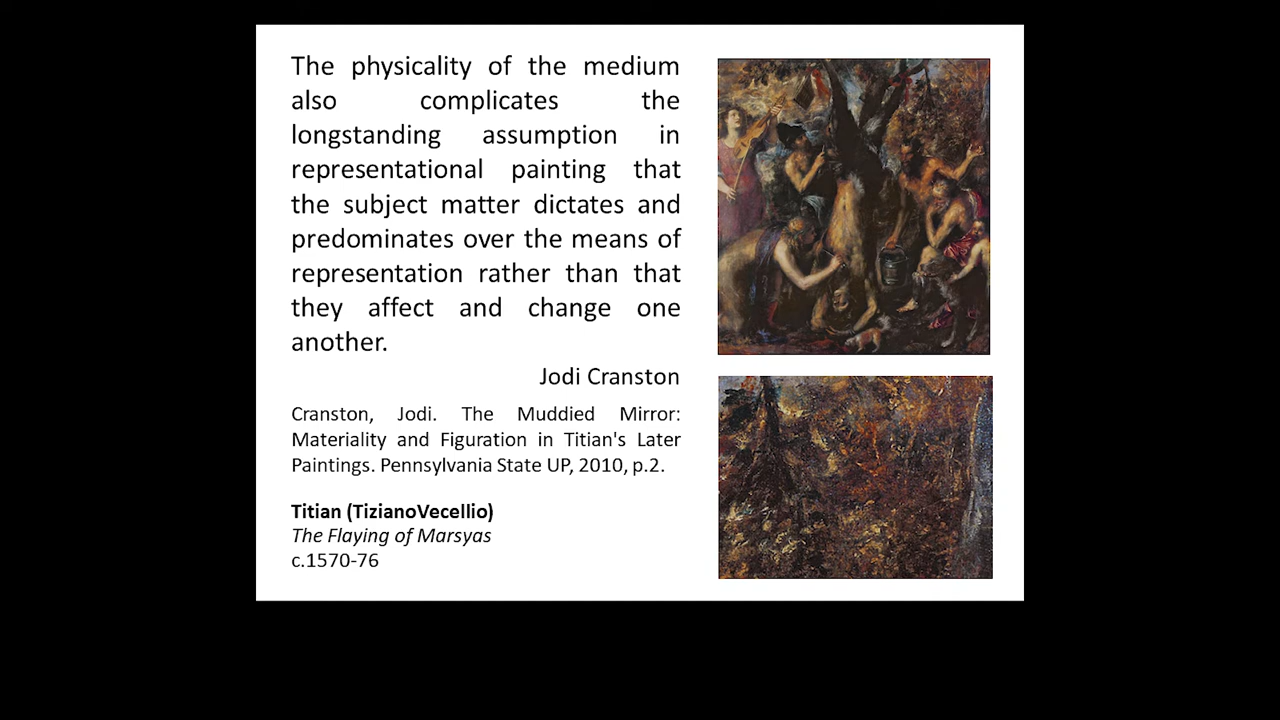 The physicality of the medium
also complicates the
longstanding assumption in
representational painting that
the subject matter dictates and
predominates over the means of
representation rather than that
they affect and change one
another.
Jodi Cranston
Cranston, Jodi. The Muddied Mirror:
Materiality and Figuration in Titian's Later
Paintings. Pennsylvania State UP, 2010, p.2.
Titian (TizianoVecellio)
The Flaying of Marsyas
c.1570-76